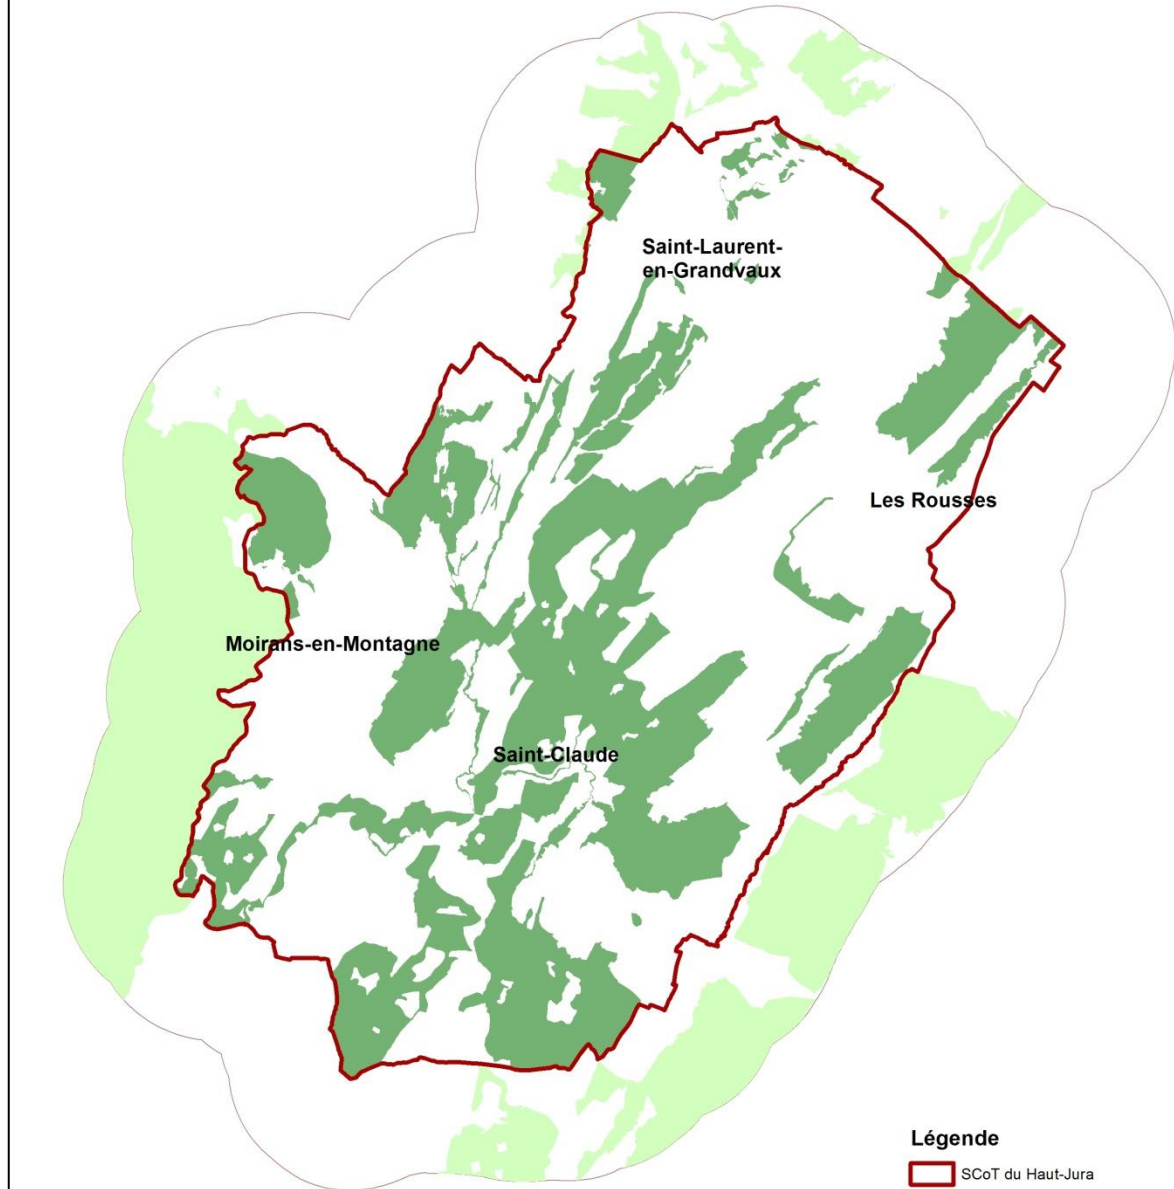 Saint-Laurent-
en-Grandvaux
Les Rousses
Moirans-en-Montagne
Saint-Claude
Légende
SCoT du Haut-Jura